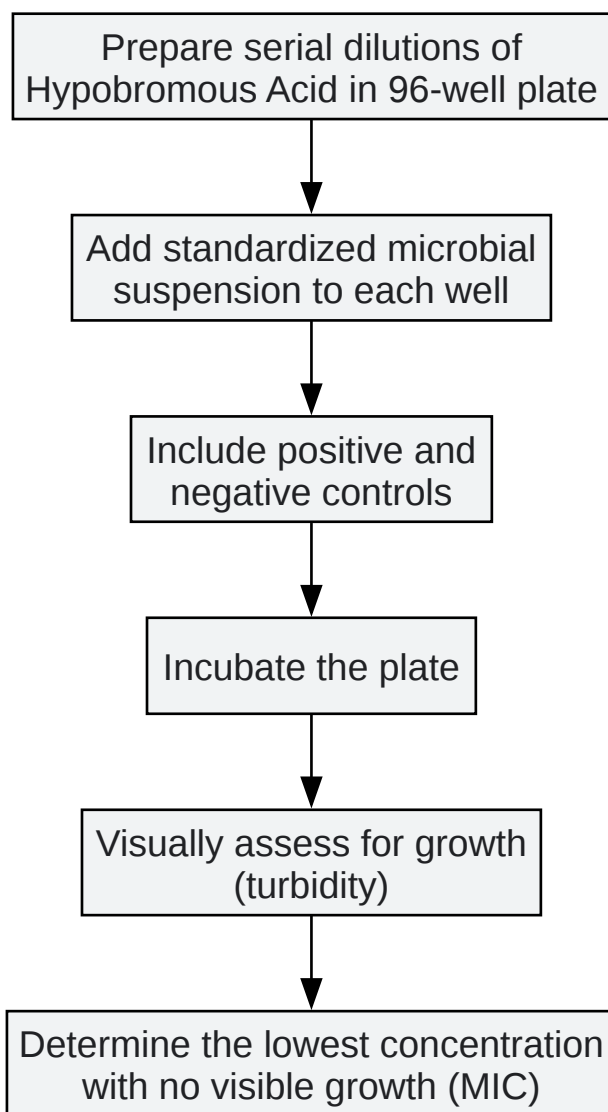 Prepare serial dilutions of
Hypobromous Acid in 96-well plate
Add standardized microbial
suspension to each well
Include positive and
negative controls
Incubate the plate
Visually assess for growth
(turbidity)
Determine the lowest concentration
with no visible growth (MIC)